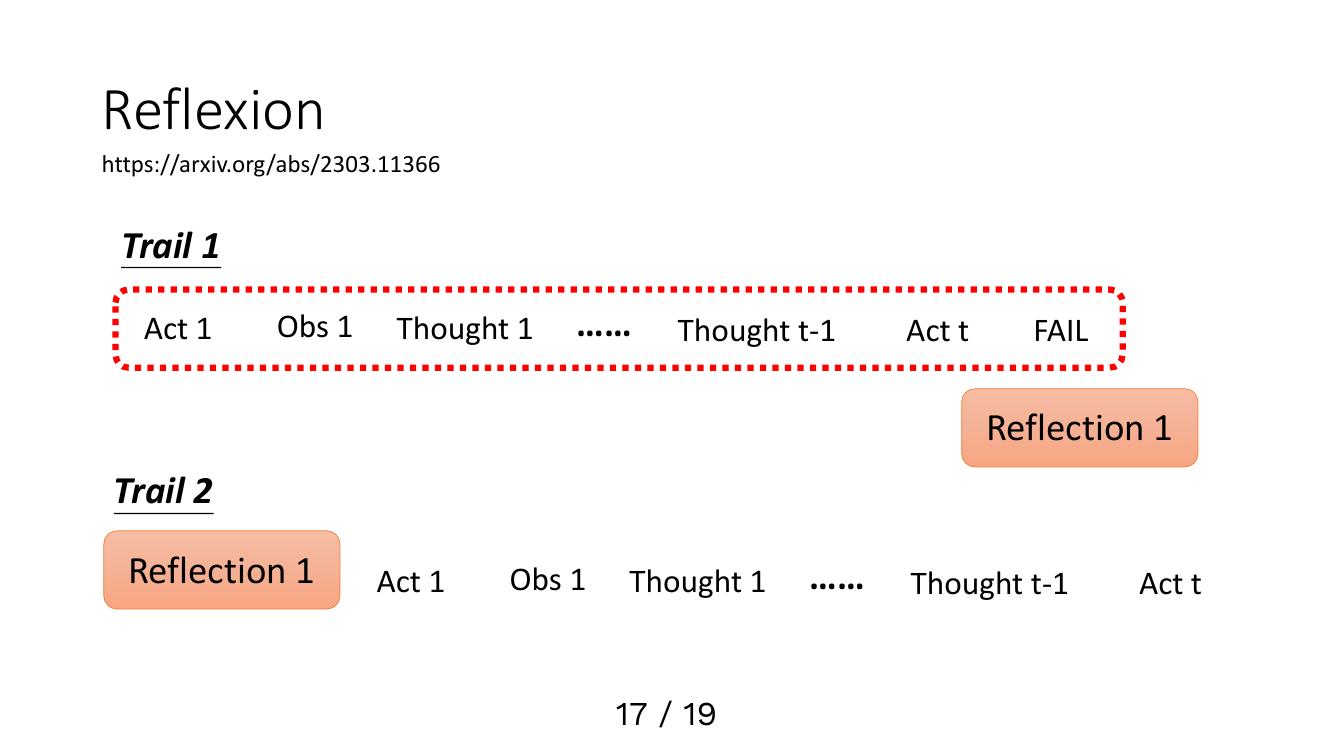 Reflexion
https://arxiv.org/abs/2303.11366
Trail 1
Act 1 Obs 1 Thought 1 …… Thought t-1 Act t FAIL
Reflection 1
Trail 2
Reflection 1 Act 1 Obs 1 Thought 1 …… Thought t-1 Act t
17 / 19